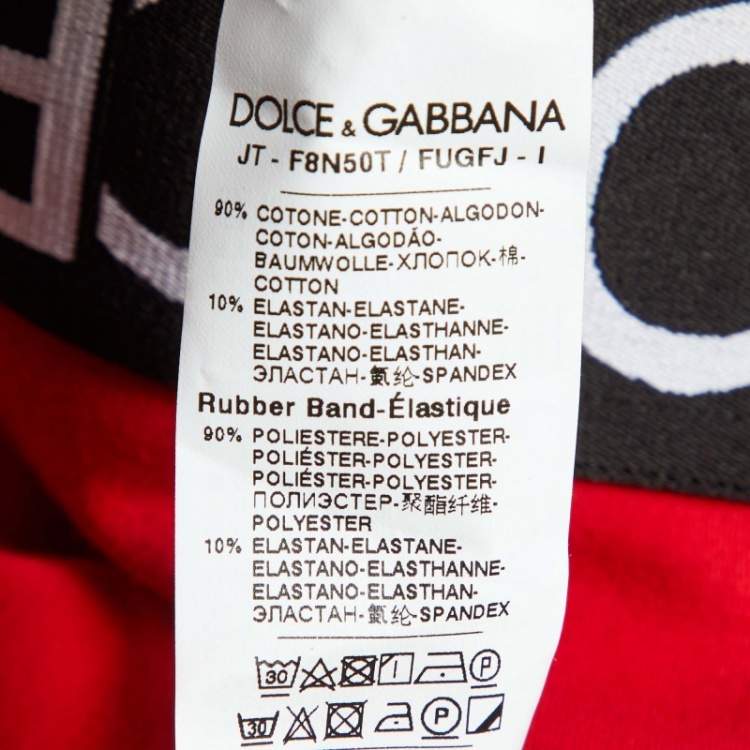 DOLCE & GABBANA
JT - F8N50T / FUGFJ - I
90% COTONE-COTTON-ALGODON-
COTON-ALGODÃO-
BAUMWOLLE-ХЛОПОК-棉-
COTTON
10% ELASTAN-ELASTANE-
ELASTANO-ELASTHANNE-
ELASTANO-ELASTHAN-
ЭЛАСТАН-氨纶-SPANDEX
Rubber Band-Élastique
90% POLIESTERE-POLYESTER-
POLIÉSTER-POLYESTER-
POLIÉSTER-POLYESTER-
ПОЛИЭСТЕР-聚酯纤维-
POLYESTER
10% ELASTAN-ELASTANE-
ELASTANO-ELASTHANNE-
ELASTANO-ELASTHAN-
ЭЛАСТАН-氨纶-SPANDEX
30 P
30 P